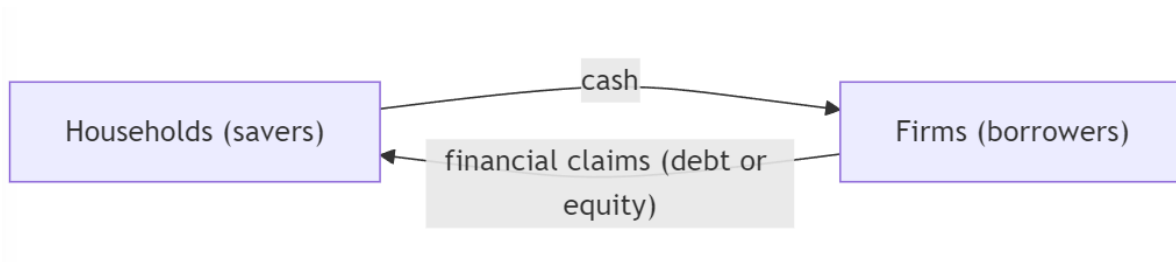 cash
Households (savers)
Firms (borrowers)
financial claims (debt or
equity)